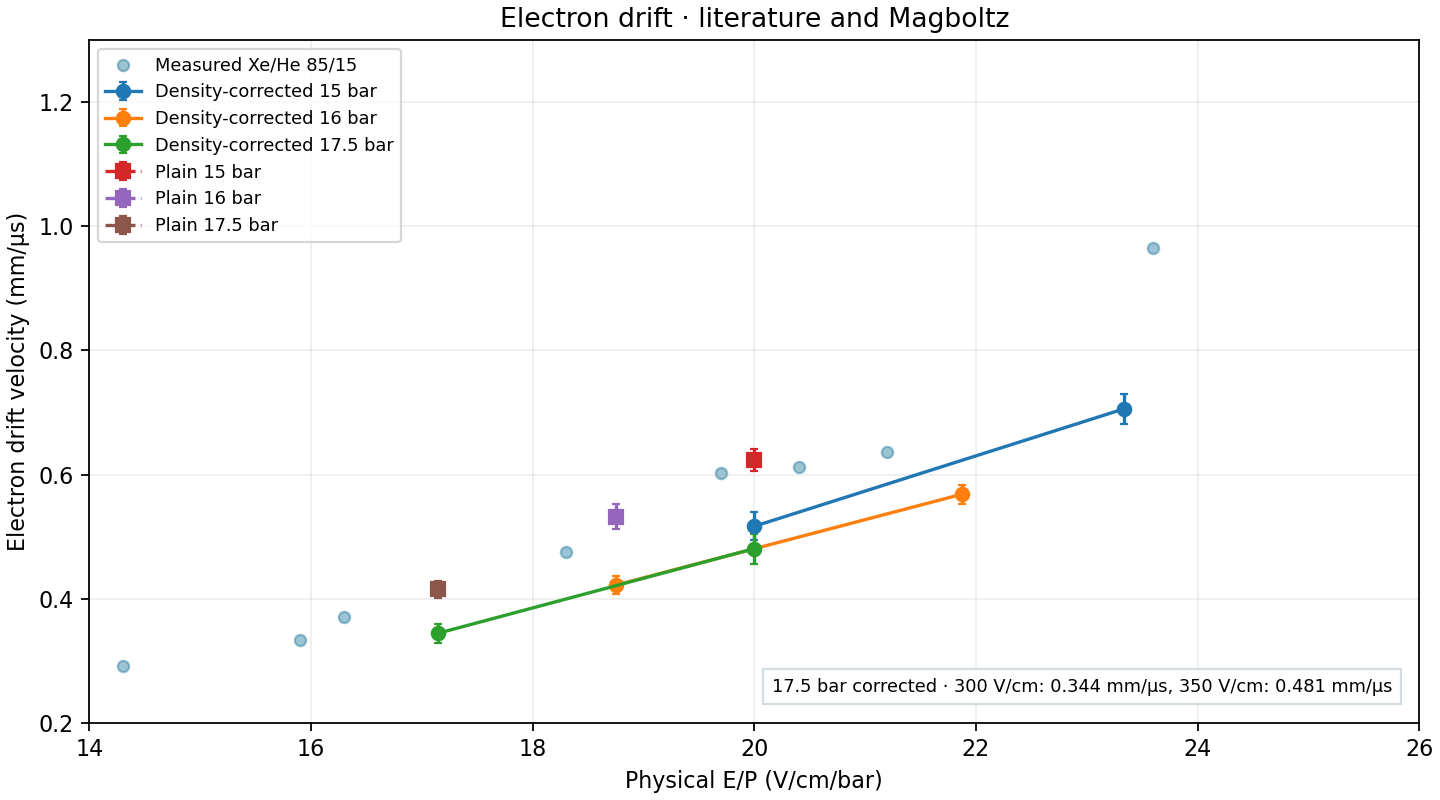 Electron drift · literature and Magboltz
Electron drift velocity (mm/µs)
1.2
1.0
0.8
0.6
0.4
0.2
Measured Xe/He 85/15
Density-corrected 15 bar
Density-corrected 16 bar
Density-corrected 17.5 bar
Plain 15 bar
Plain 16 bar
Plain 17.5 bar
17.5 bar corrected · 300 V/cm: 0.344 mm/µs, 350 V/cm: 0.481 mm/µs
14 16 18 20 22 24 26
Physical E/P (V/cm/bar)